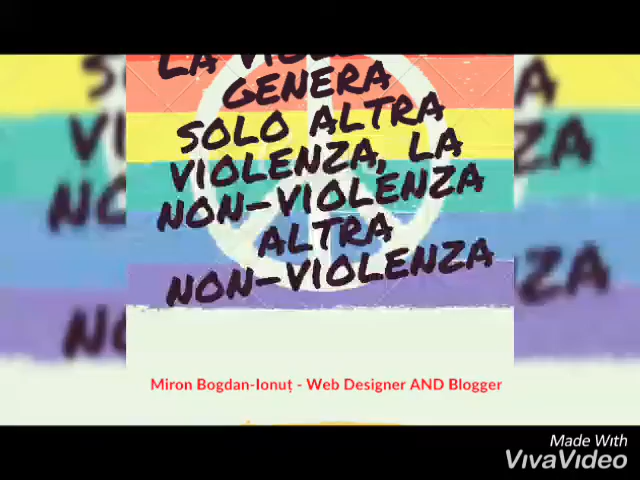 LA
GENERA
SOLO ALTRA
VIOLENZA, LA
NON-VIOLENZA
ALTRA
NON-VIOLENZA
Miron Bogdan-Ionuț - Web Designer AND Blogger
Made With
VivaVideo